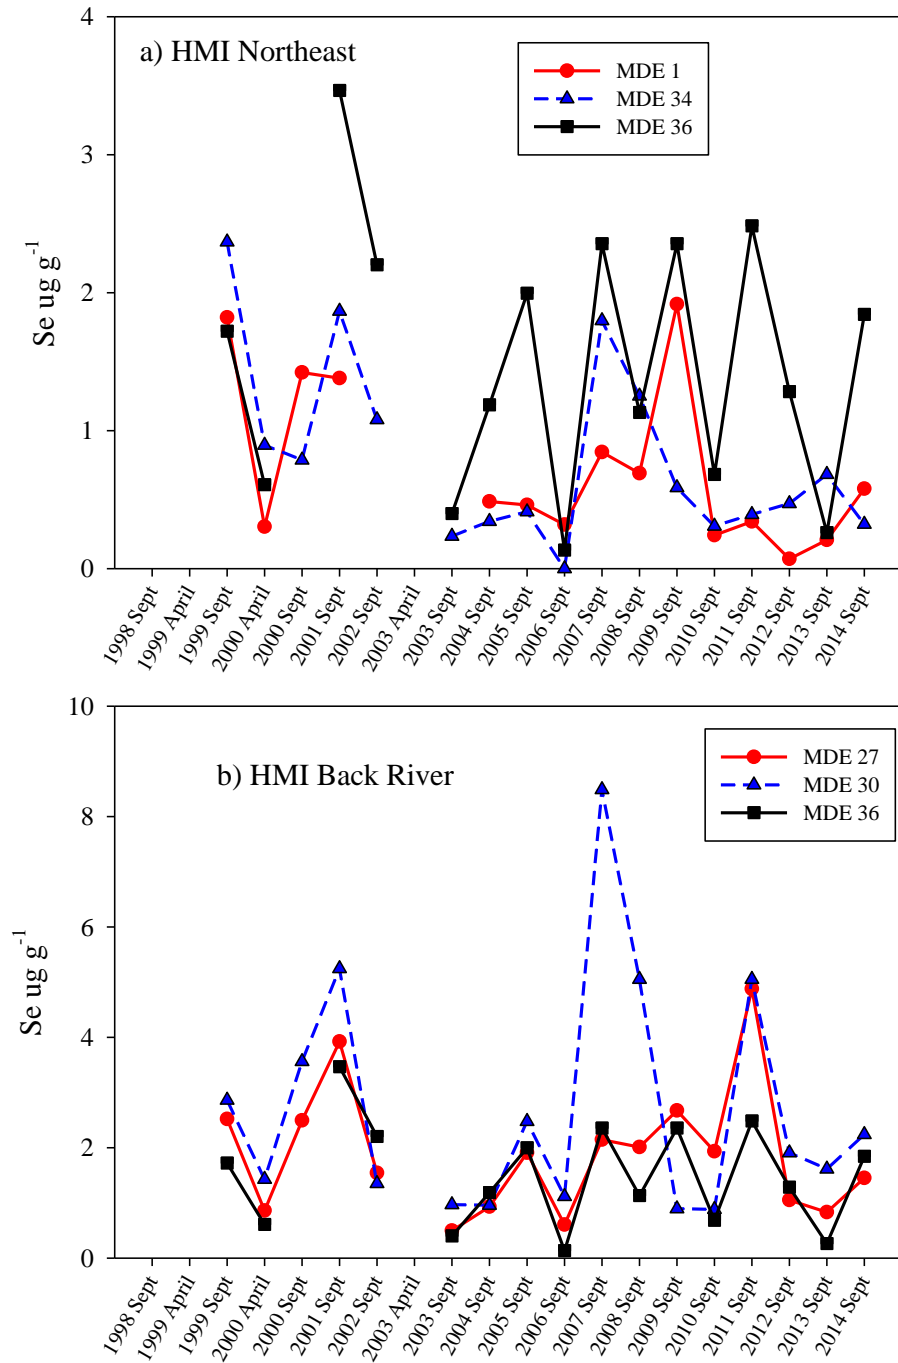 a) HMI Northeast
MDE 1
MDE 34
MDE 36
Se ug g⁻¹
4
3
2
1
0
1998 Sept
1999 April
1999 Sept
2000 April
2000 Sept
2001 Sept
2002 Sept
2003 April
2003 Sept
2004 Sept
2005 Sept
2006 Sept
2007 Sept
2008 Sept
2009 Sept
2010 Sept
2011 Sept
2012 Sept
2013 Sept
2014 Sept
b) HMI Back River
MDE 27
MDE 30
MDE 36
Se ug g⁻¹
10
8
6
4
2
0
1998 Sept
1999 April
1999 Sept
2000 April
2000 Sept
2001 Sept
2002 Sept
2003 April
2003 Sept
2004 Sept
2005 Sept
2006 Sept
2007 Sept
2008 Sept
2009 Sept
2010 Sept
2011 Sept
2012 Sept
2013 Sept
2014 Sept